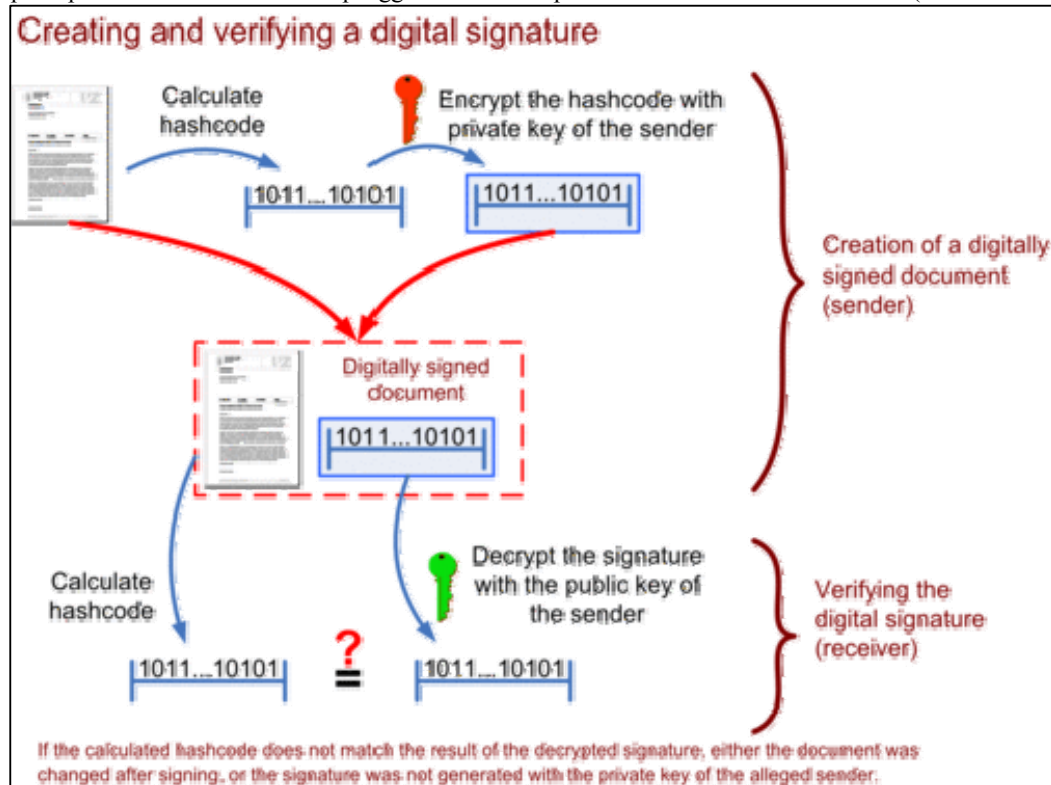 Creating and verifying a digital signature
Calculate
hashcode
Encrypt the hashcode with
private key of the sender
1011....10101
1011...10101
Creation of a digitally
signed document
(sender)
Digitally signed
document
1011...10101
Calculate
hashcode
Decrypt the signature
with the public key of
the sender
Verifying the
digital signature
(receiver)
1011...10101
?
=
1011...10101
If the calculated hashcode does not match the result of the decrypted signature, either the document was
changed after signing, or the signature was not generated with the private key of the alleged sender.